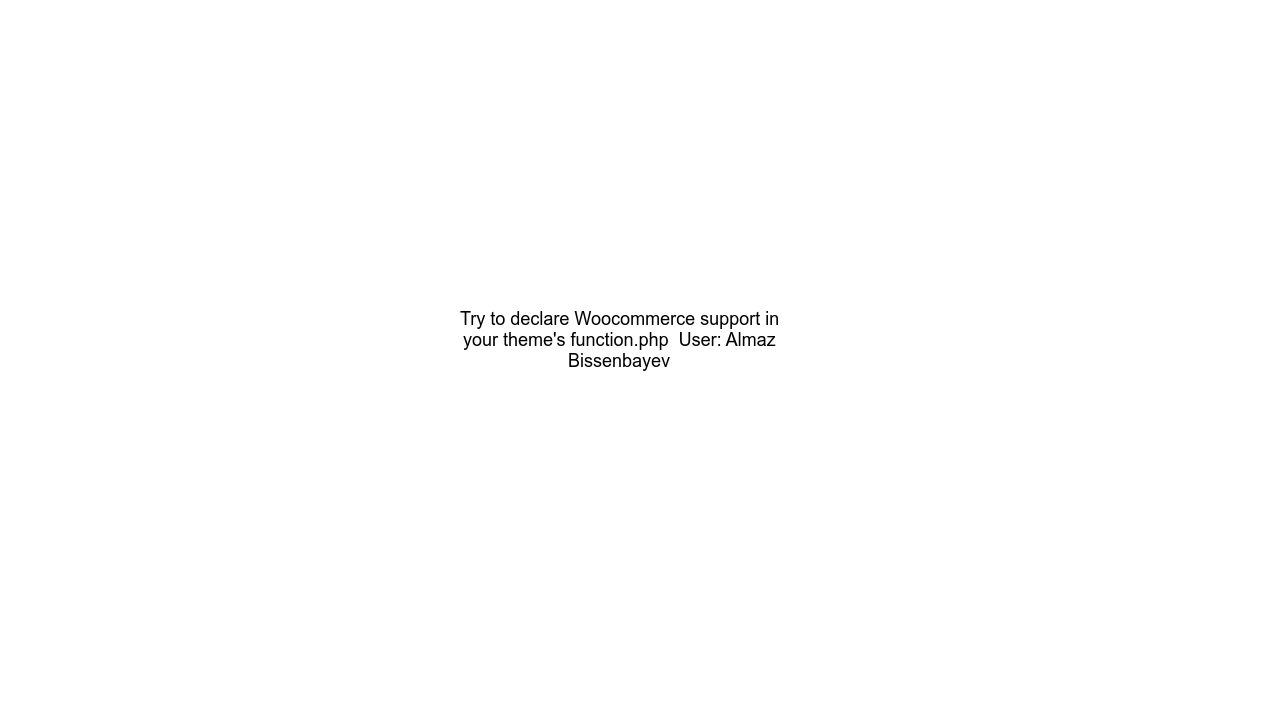 Try to declare Woocommerce support in
your theme's function.php  User: Almaz
Bissenbayev